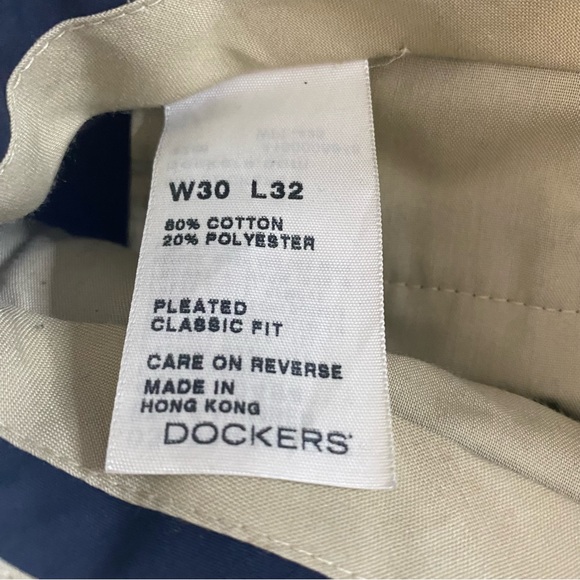 W30 L32
80% COTTON
20% POLYESTER
PLEATED
CLASSIC FIT
CARE ON REVERSE
MADE IN
HONG KONG
DOCKERS